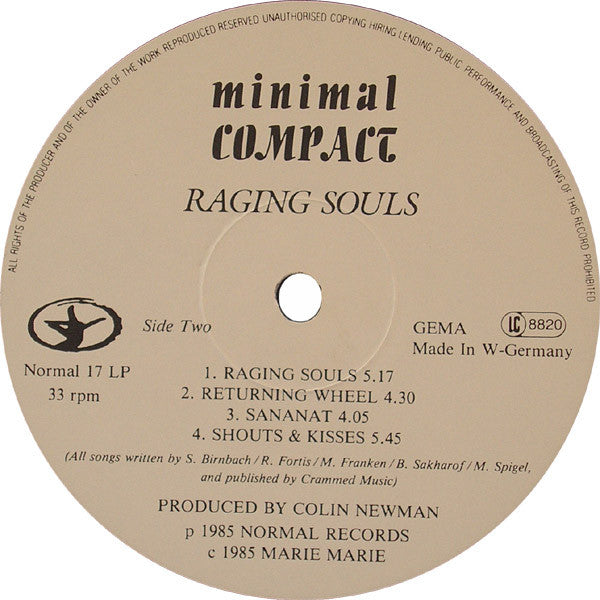 ALL RIGHTS OF THE PRODUCER AND OF THE OWNER OF THE WORK REPRODUCED RESERVED UNAUTHORISED COPYING HIRING LENDING PUBLIC PERFORMANCE AND BROADCASTING OF THIS RECORD PROHIBITED
minimal
COMPACT
RAGING SOULS
Side Two
GEMA
LC 8820
Made In W-Germany
Normal 17 LP
33 rpm
1. RAGING SOULS 5.17
2. RETURNING WHEEL 4.30
3. SANANAT 4.05
4. SHOUTS & KISSES 5.45
(All songs written by S. Birnbach/R. Fortis/M. Franken/B. Sakharof/M. Spigel,
and published by Crammed Music)
PRODUCED BY COLIN NEWMAN
p 1985 NORMAL RECORDS
c 1985 MARIE MARIE